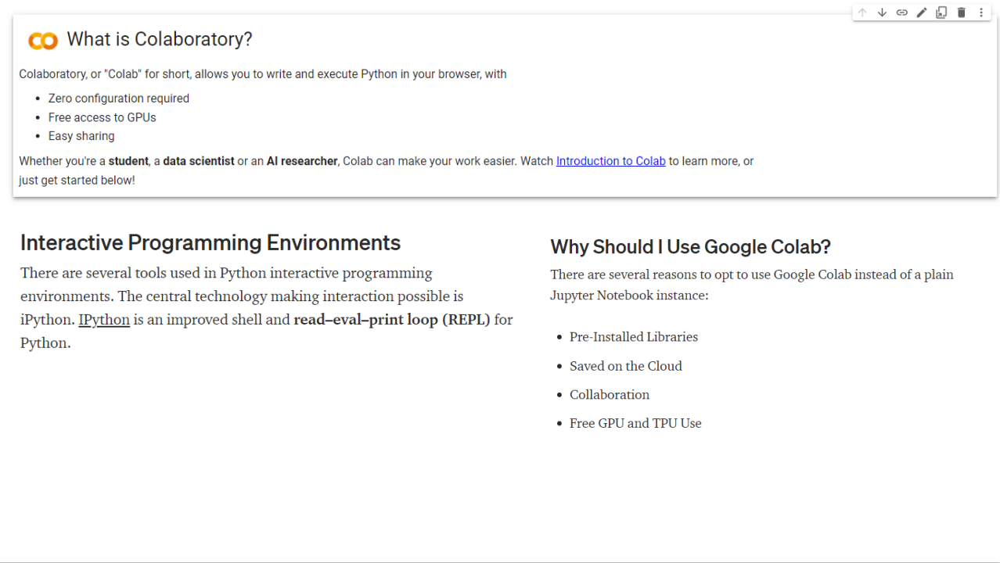 What is Colaboratory?
Colaboratory, or "Colab" for short, allows you to write and execute Python in your browser, with
• Zero configuration required
• Free access to GPUs
• Easy sharing
Whether you're a student, a data scientist or an AI researcher, Colab can make your work easier. Watch Introduction to Colab to learn more, or
just get started below!
Interactive Programming Environments
There are several tools used in Python interactive programming
environments. The central technology making interaction possible is
iPython. IPython is an improved shell and read–eval–print loop (REPL) for
Python.
Why Should I Use Google Colab?
There are several reasons to opt to use Google Colab instead of a plain
Jupyter Notebook instance:
• Pre-Installed Libraries
• Saved on the Cloud
• Collaboration
• Free GPU and TPU Use